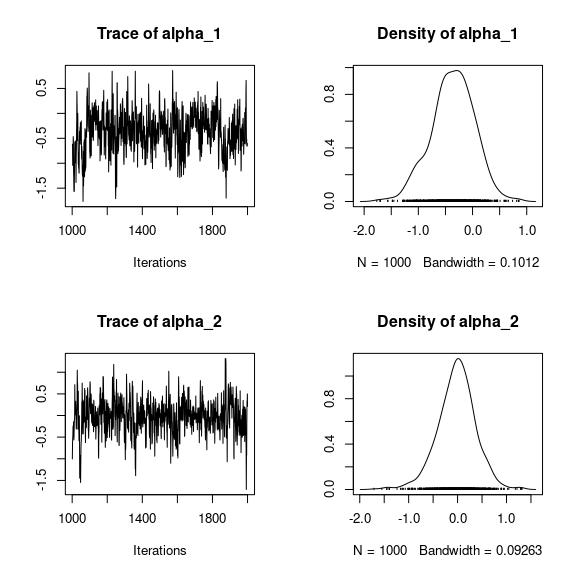 Trace of alpha_1
0.5
-0.5
-1.5
1000 1400 1800
Iterations
Density of alpha_1
0.8
0.4
0.0
-2.0 -1.0 0.0 1.0
N = 1000 Bandwidth = 0.1012
Trace of alpha_2
0.5
-0.5
-1.5
1000 1400 1800
Iterations
Density of alpha_2
0.8
0.4
0.0
-2.0 -1.0 0.0 1.0
N = 1000 Bandwidth = 0.09263